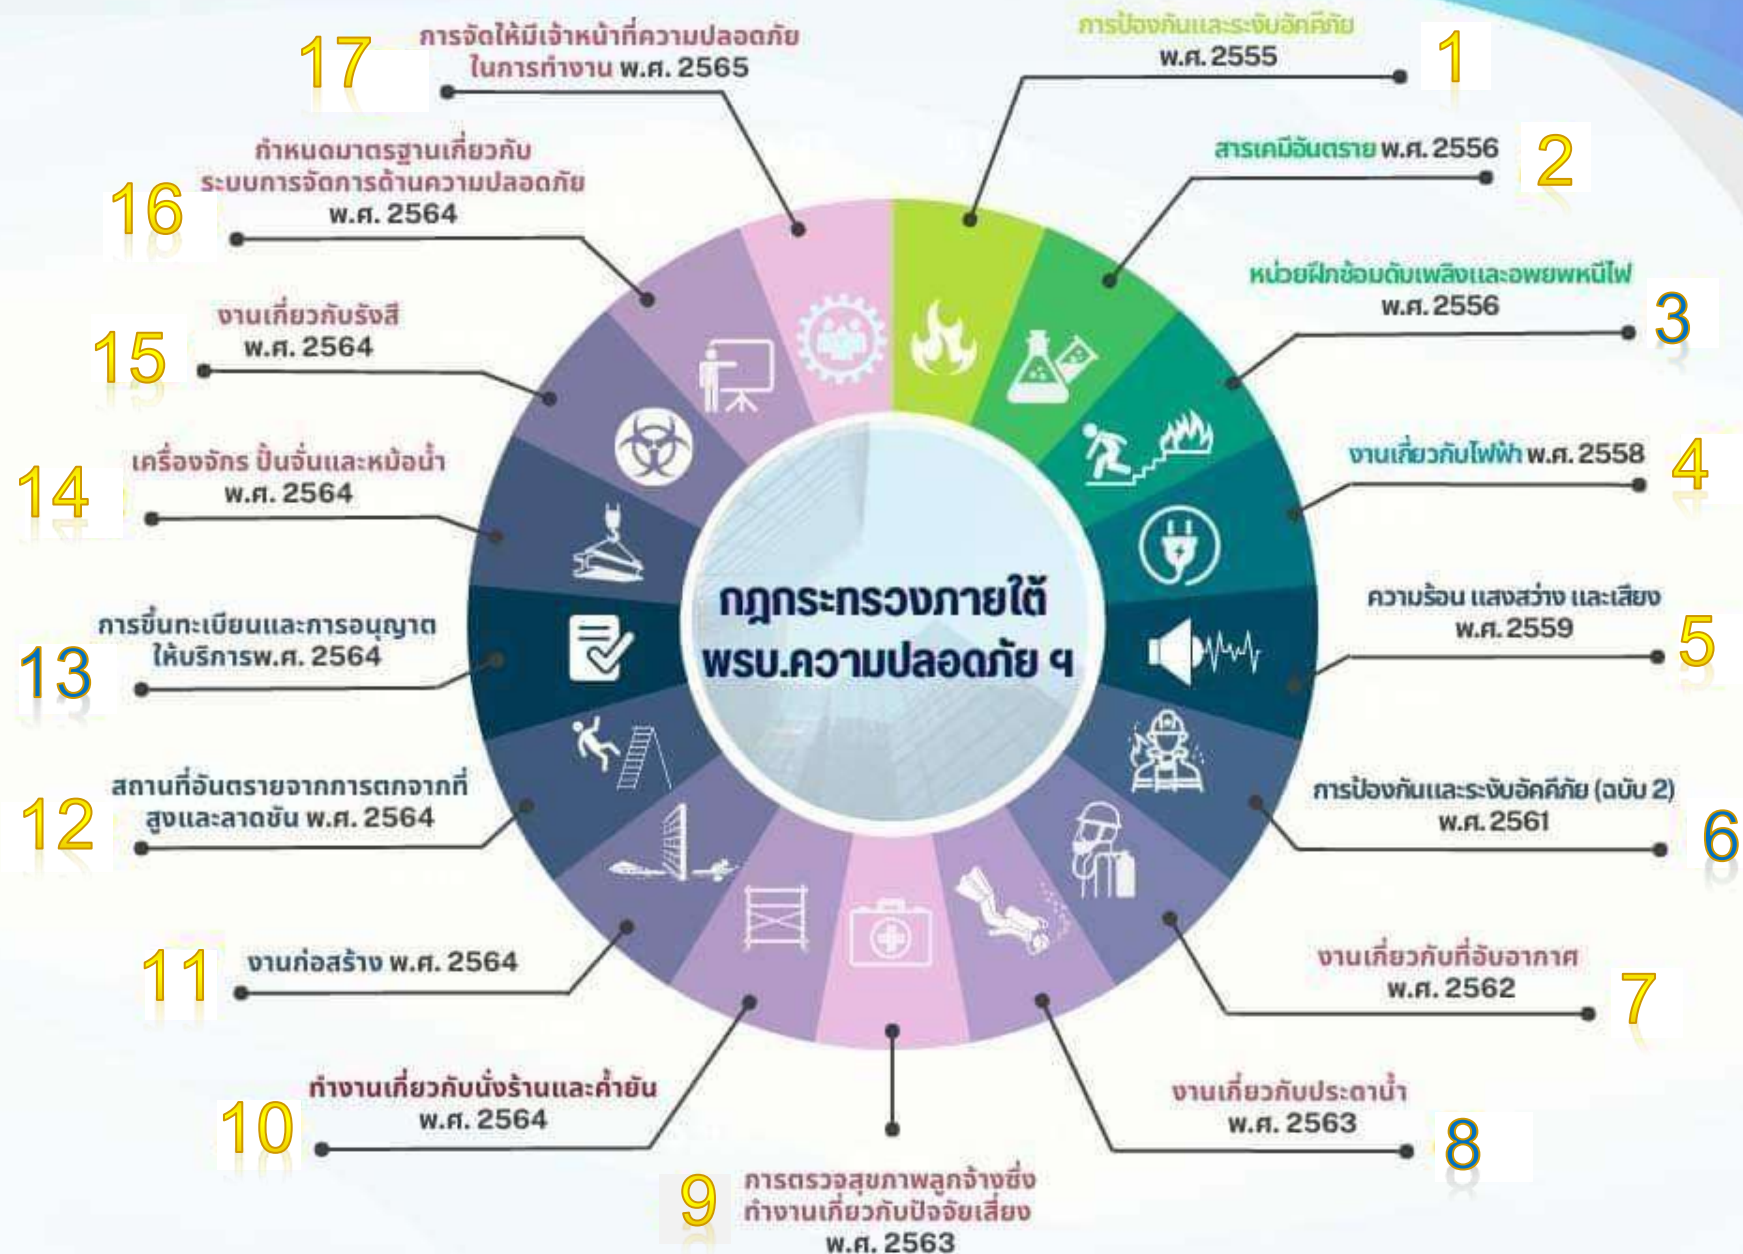 กฎกระทรวงภายใต้
พรบ.ความปลอดภัย ฯ
1
การป้องกันและระงับอัคคีภัย
พ.ศ. 2555
2
สารเคมีอันตราย พ.ศ. 2556
3
หน่วยฝึกซ้อมดับเพลิงและอพยพหนีไฟ
พ.ศ. 2556
4
งานเกี่ยวกับไฟฟ้า พ.ศ. 2558
5
ความร้อน แสงสว่าง และเสียง
พ.ศ. 2559
6
การป้องกันและระงับอัคคีภัย (ฉบับ 2)
พ.ศ. 2561
7
งานเกี่ยวกับที่อับอากาศ
พ.ศ. 2562
8
งานเกี่ยวกับประดาน้ำ
พ.ศ. 2563
9
การตรวจสุขภาพลูกจ้างซึ่ง
ทำงานเกี่ยวกับปัจจัยเสี่ยง
พ.ศ. 2563
10
ทำงานเกี่ยวกับนั่งร้านและค้ำยัน
พ.ศ. 2564
11
งานก่อสร้าง พ.ศ. 2564
12
สถานที่อันตรายจากการตกจากที่
สูงและลาดชัน พ.ศ. 2564
13
การขึ้นทะเบียนและการอนุญาต
ให้บริการพ.ศ. 2564
14
เครื่องจักร ปั้นจั่นและหม้อน้ำ
พ.ศ. 2564
15
งานเกี่ยวกับรังสี
พ.ศ. 2564
16
กำหนดมาตรฐานเกี่ยวกับ
ระบบการจัดการด้านความปลอดภัย
พ.ศ. 2564
17
การจัดให้มีเจ้าหน้าที่ความปลอดภัย
ในการทำงาน พ.ศ. 2565